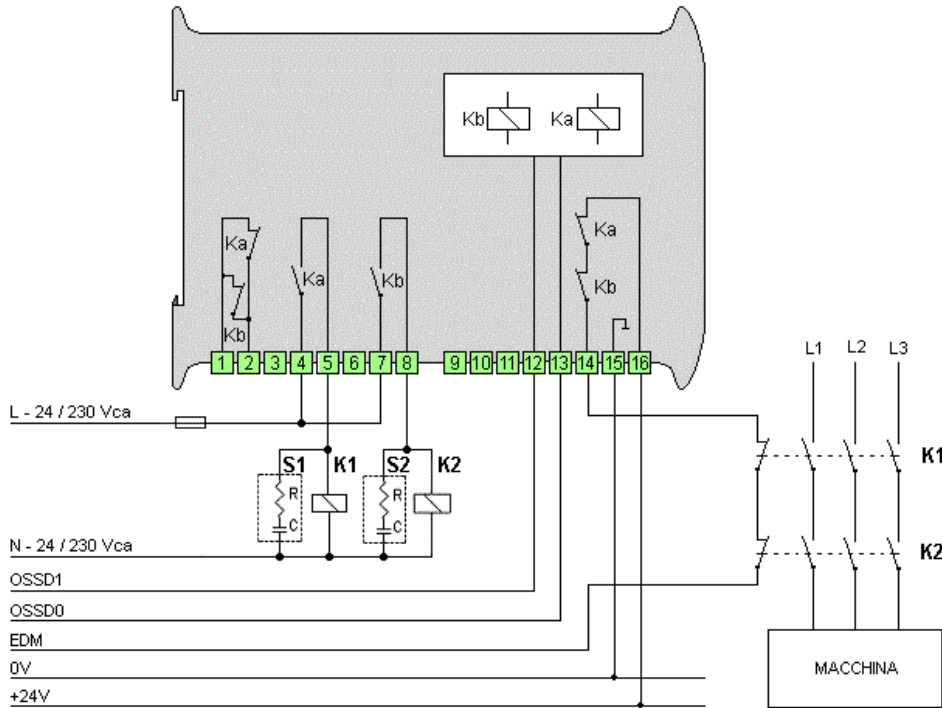 Kb
Ka
Ka
Kb
Ka
Kb
Ka
Kb
1 2 3 4 5 6 7 8 9 10 11 12 13 14 15 16
L1 L2 L3
L - 24 / 230 Vca
S1 K1 S2 K2
R
R
C
C
K1
N - 24 / 230 Vca
K2
OSSD1
OSSD0
EDM
0V
MACCHINA
+24V